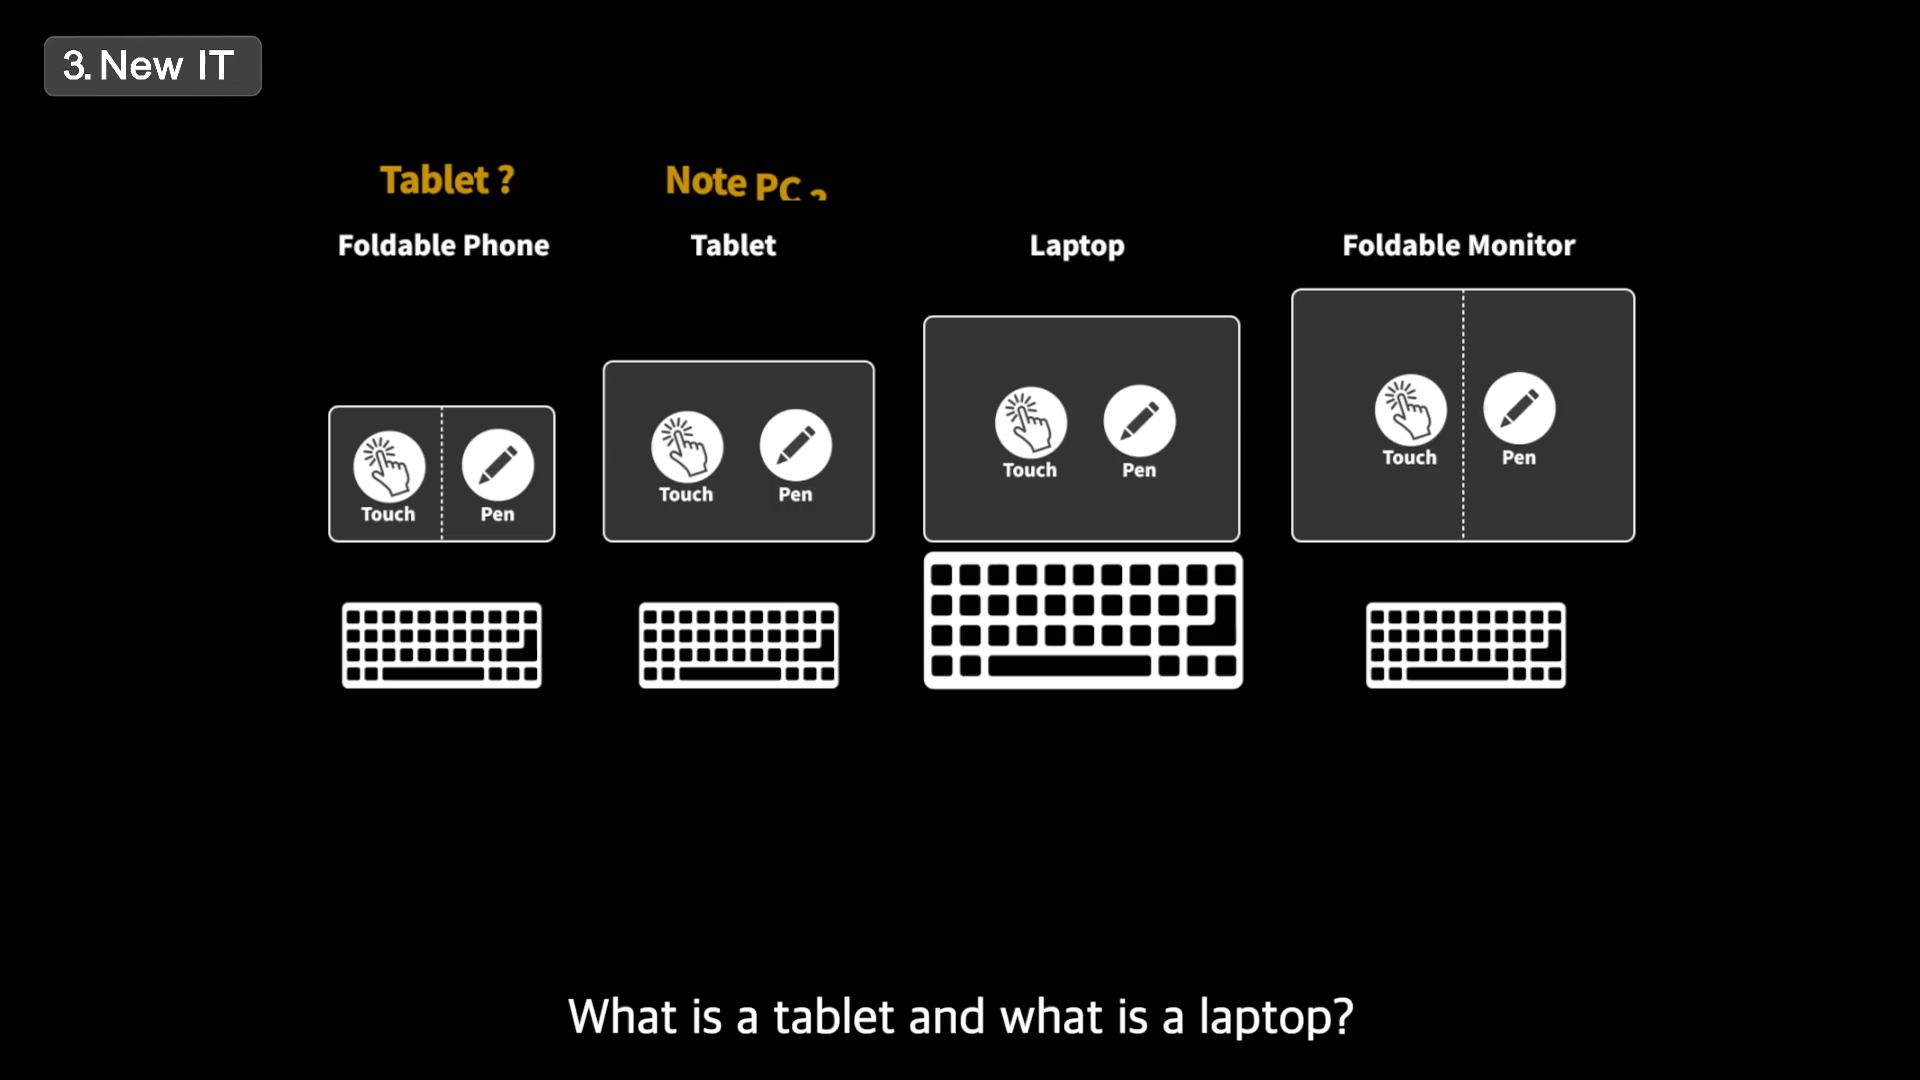 3. New IT
Tablet ?
Note PC ?
Foldable Phone
Tablet
Laptop
Foldable Monitor
Touch
Pen
Touch
Pen
Touch
Pen
Touch
Pen
What is a tablet and what is a laptop?